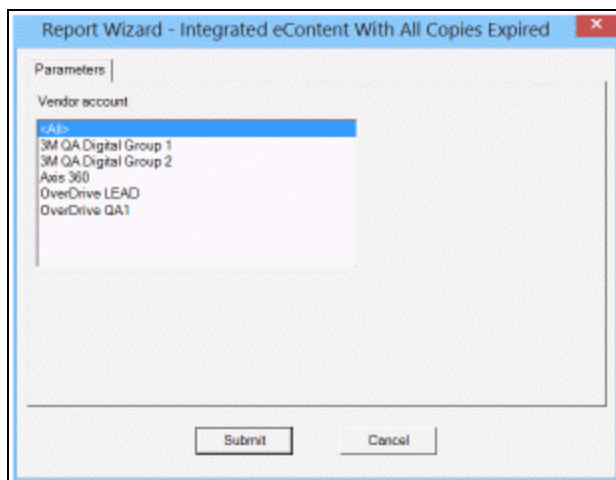 Report Wizard - Integrated eContent With All Copies Expired
Parameters
Vendor account
<All>
3M QA Digital Group 1
3M QA Digital Group 2
Axis 360
OverDrive LEAD
OverDrive QA1
Submit
Cancel